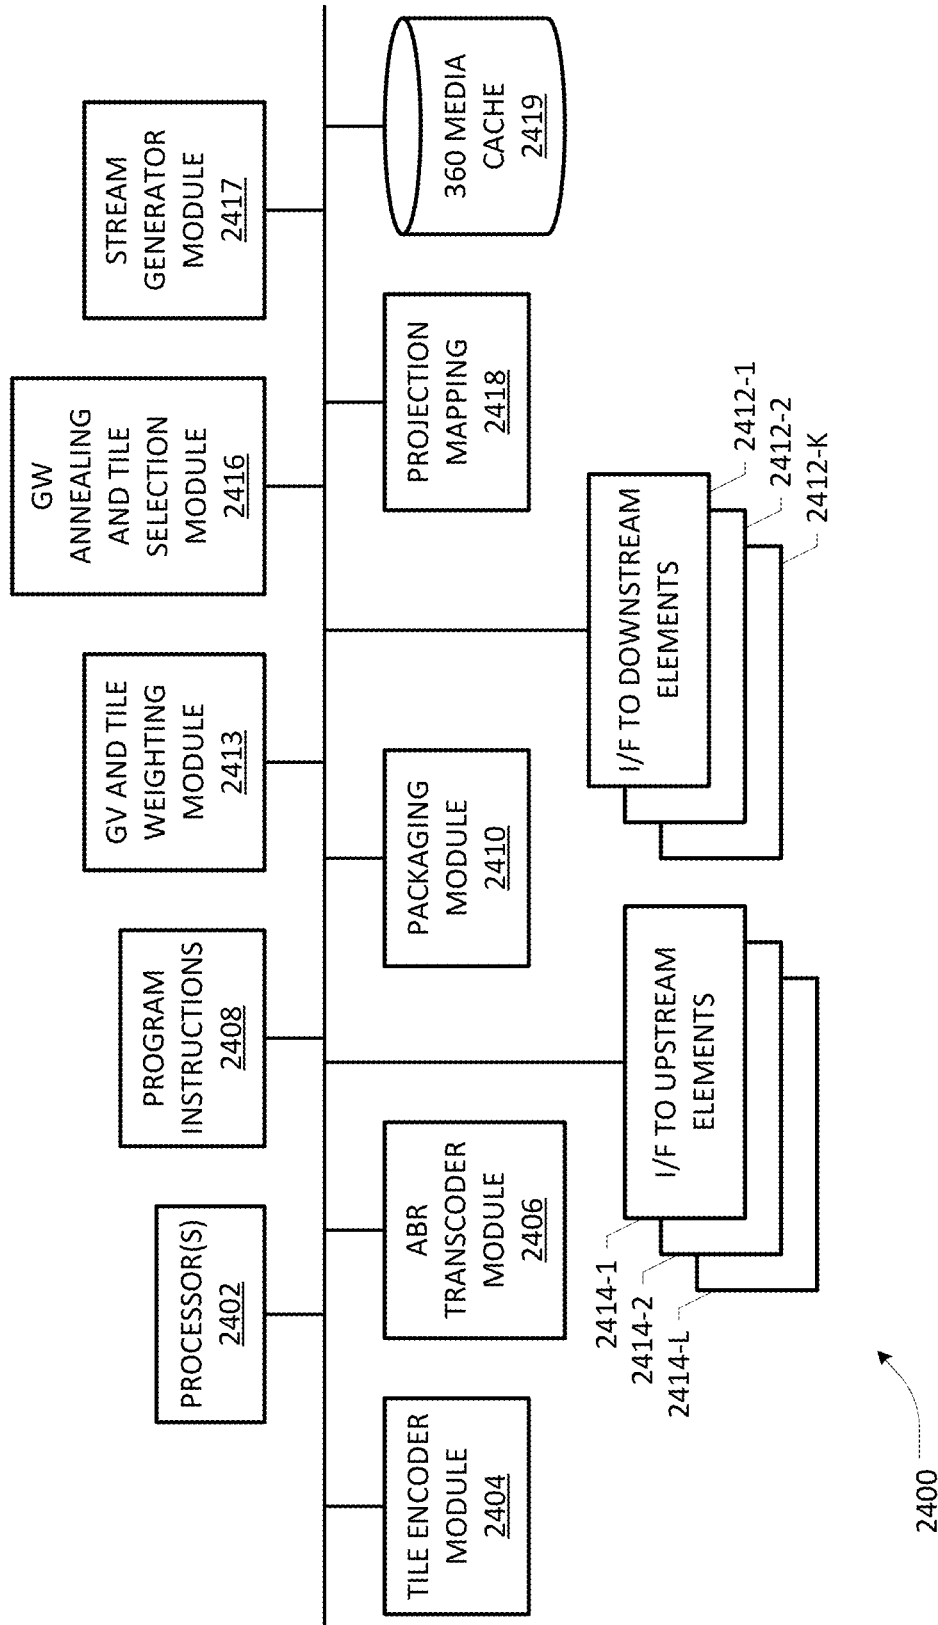 PROCESSOR(S)
2402
PROGRAM
INSTRUCTIONS
2408
GV AND TILE
WEIGHTING
MODULE
2413
GW
ANNEALING
AND TILE
SELECTION
MODULE
2416
STREAM
GENERATOR
MODULE
2417
TILE ENCODER
MODULE
2404
ABR
TRANSCODER
MODULE
2406
PACKAGING
MODULE
2410
PROJECTION
MAPPING
2418
360 MEDIA
CACHE
2419
I/F TO UPSTREAM
ELEMENTS
2414-1
2414-2
2414-L
I/F TO DOWNSTREAM
ELEMENTS
2412-1
2412-2
2412-K
2400